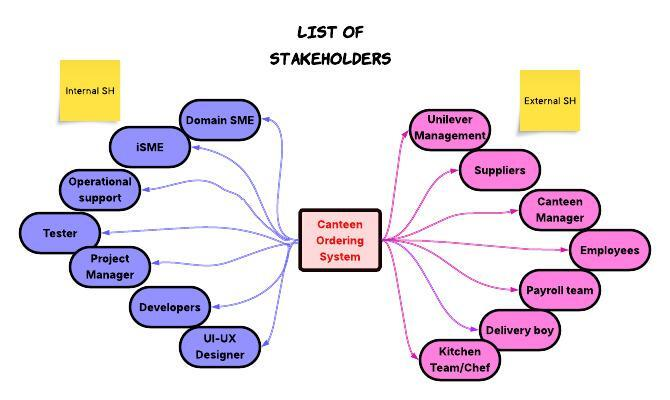 LIST OF
STAKEHOLDERS
Internal SH
External SH
Domain SME
iSME
Operational
support
Tester
Project
Manager
Developers
UI-UX
Designer
Canteen
Ordering
System
Unilever
Management
Suppliers
Canteen
Manager
Employees
Payroll team
Delivery boy
Kitchen
Team/Chef